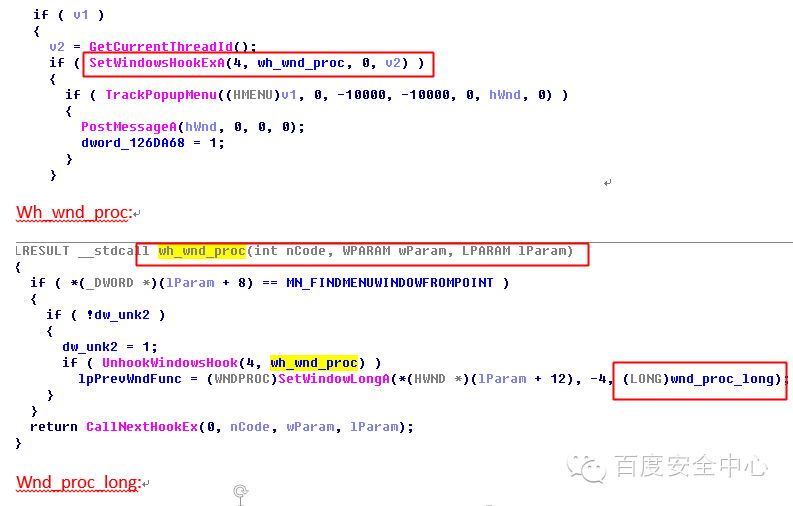 if ( v1 )
{
v2 = GetCurrentThreadId();
if ( SetWindowsHookExA(4, wh_wnd_proc, 0, v2) )
{
if ( TrackPopupMenu((HMENU)v1, 0, -10000, -10000, 0, hWnd, 0) )
{
PostMessageA(hWnd, 0, 0, 0);
dword_126DA68 = 1;
}
}
Wh_wnd_proc:
LRESULT __stdcall wh_wnd_proc(int nCode, WPARAM wParam, LPARAM lParam)
{
if ( *(_DWORD *)(lParam + 8) == MN_FINDMENUWINDOWFROMPOINT )
{
if ( !dw_unk2 )
{
dw_unk2 = 1;
if ( UnhookWindowsHook(4, wh_wnd_proc) )
lpPrevWndFunc = (WNDPROC)SetWindowLongA(*(HWND *)(lParam + 12), -4, (LONG)wnd_proc_long);
}
}
return CallNextHookEx(0, nCode, wParam, lParam);
}
百度安全中心
Wnd_proc_long: